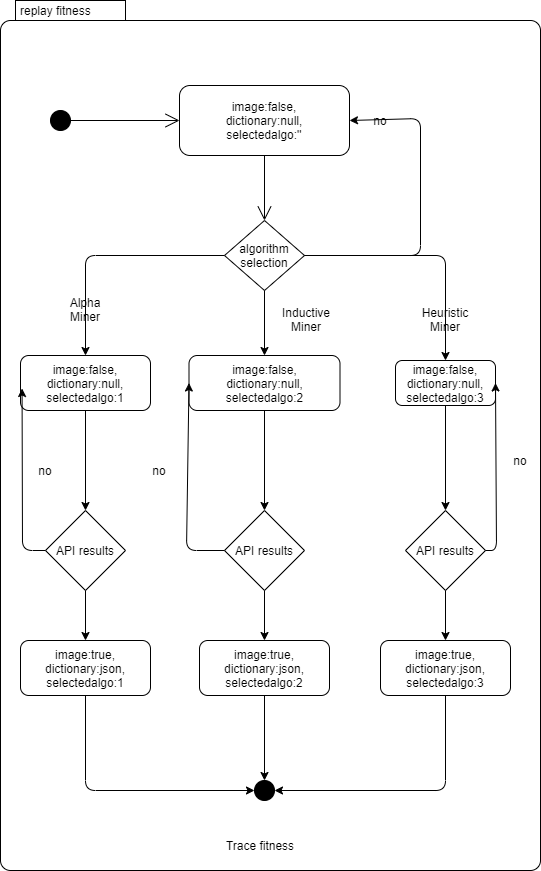 replay fitness
image:false,
dictionary:null,
selectedalgo:''
no
algorithm
selection
Alpha
Miner
Inductive
Miner
Heuristic
Miner
image:false,
dictionary:null,
selectedalgo:1
image:false,
dictionary:null,
selectedalgo:2
image:false,
dictionary:null,
selectedalgo:3
no
no
no
API results
API results
API results
image:true,
dictionary:json,
selectedalgo:1
image:true,
dictionary:json,
selectedalgo:2
image:true,
dictionary:json,
selectedalgo:3
Trace fitness